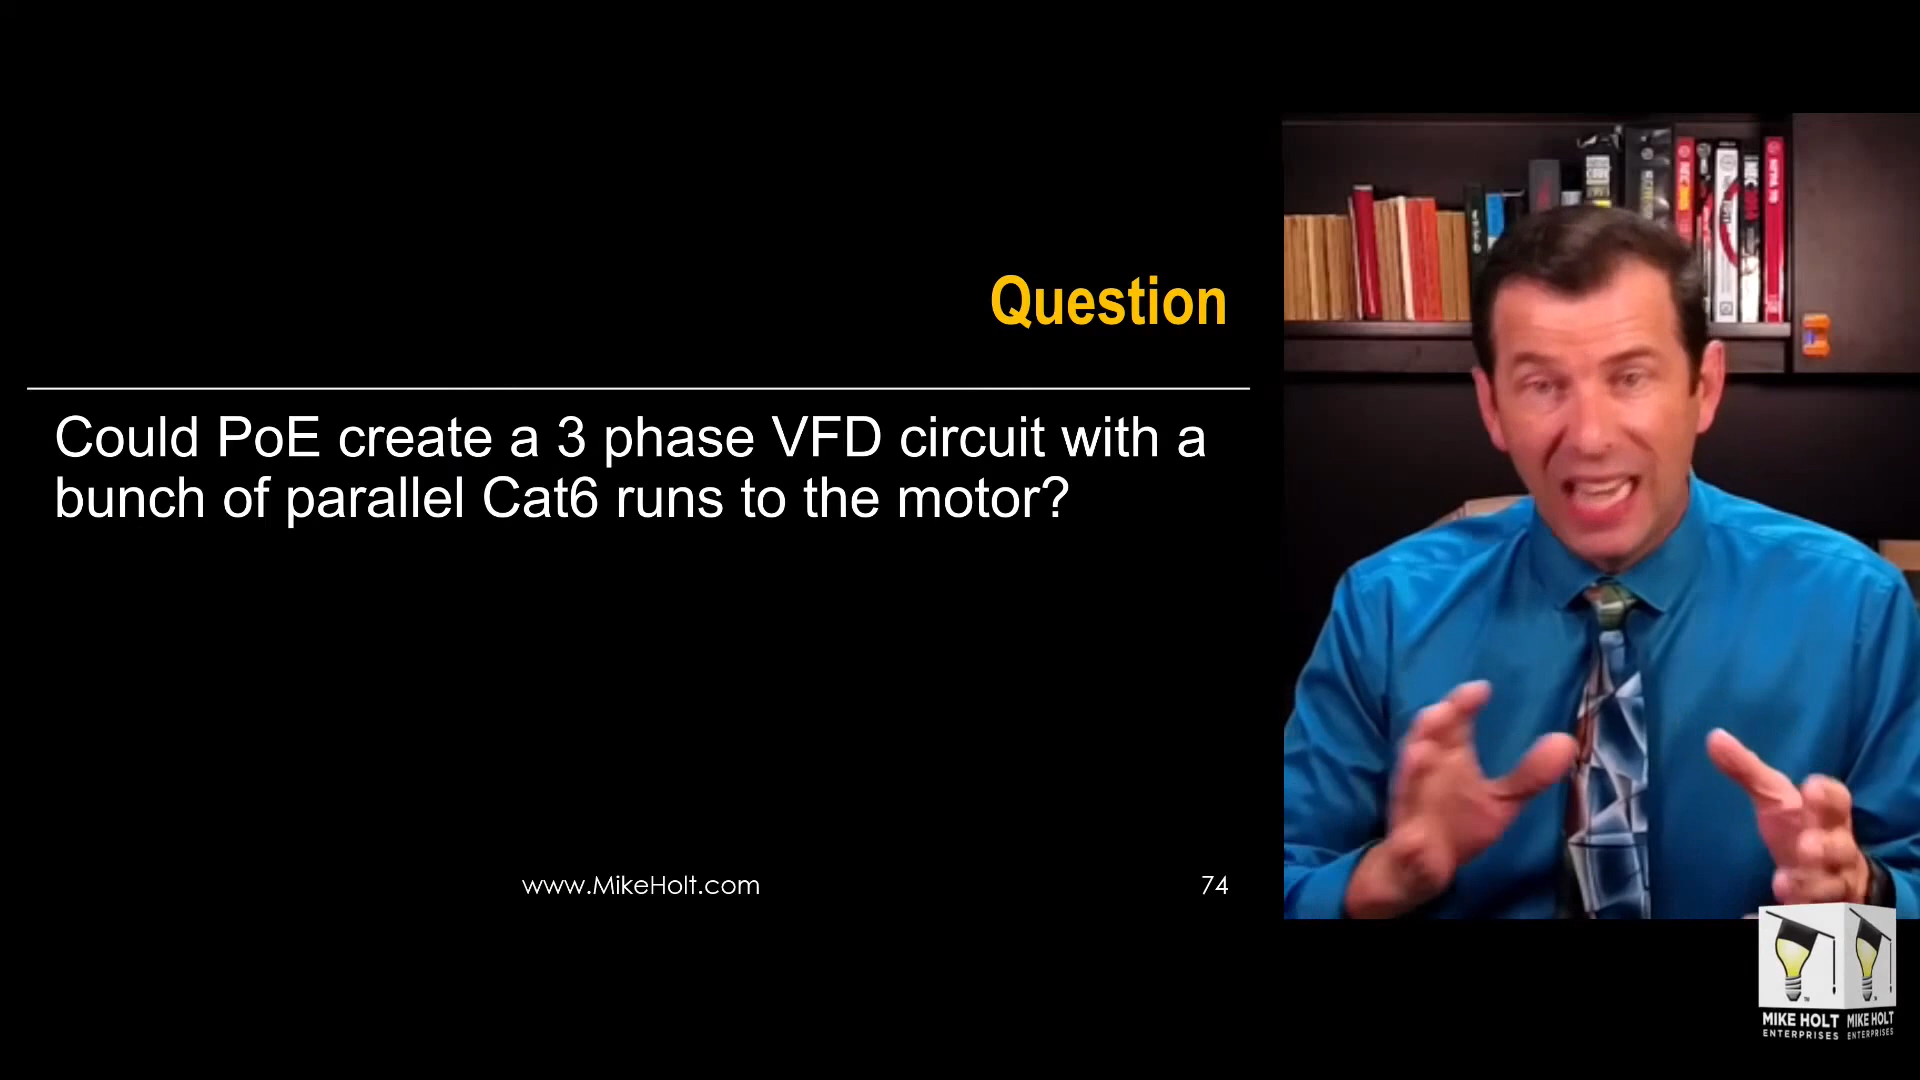 Question
Could PoE create a 3 phase VFD circuit with a
bunch of parallel Cat6 runs to the motor?
www.MikeHolt.com
74
MIKE HOLT
ENTERPRISES
MIKE HOLT
ENTERPRISES